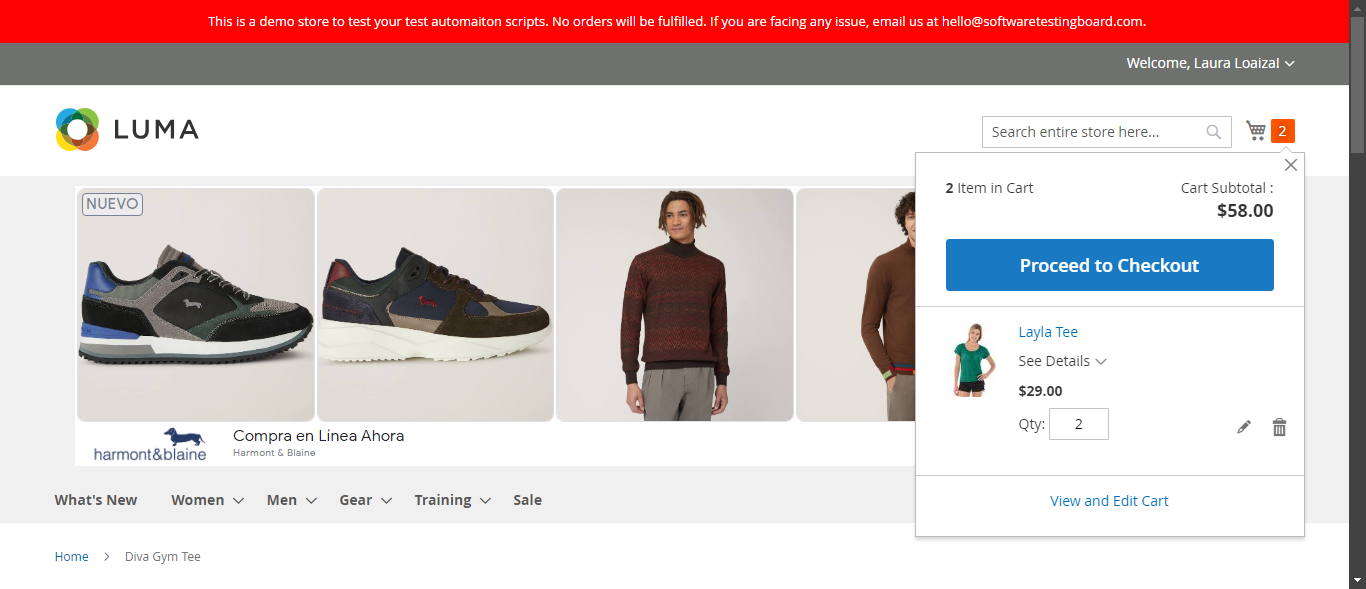 This is a demo store to test your test automaiton scripts. No orders will be fulfilled. If you are facing any issue, email us at hello@softwaretestingboard.com.
Welcome, Laura Loaiza!
LUMA
Search entire store here...
2
2 Item in Cart
Cart Subtotal :
$58.00
Proceed to Checkout
Layla Tee
See Details
$29.00
Qty: 2
View and Edit Cart
NUEVO
harmont&blaine
Compra en Línea Ahora
Harmont & Blaine
What's New Women Men Gear Training Sale
Home Diva Gym Tee